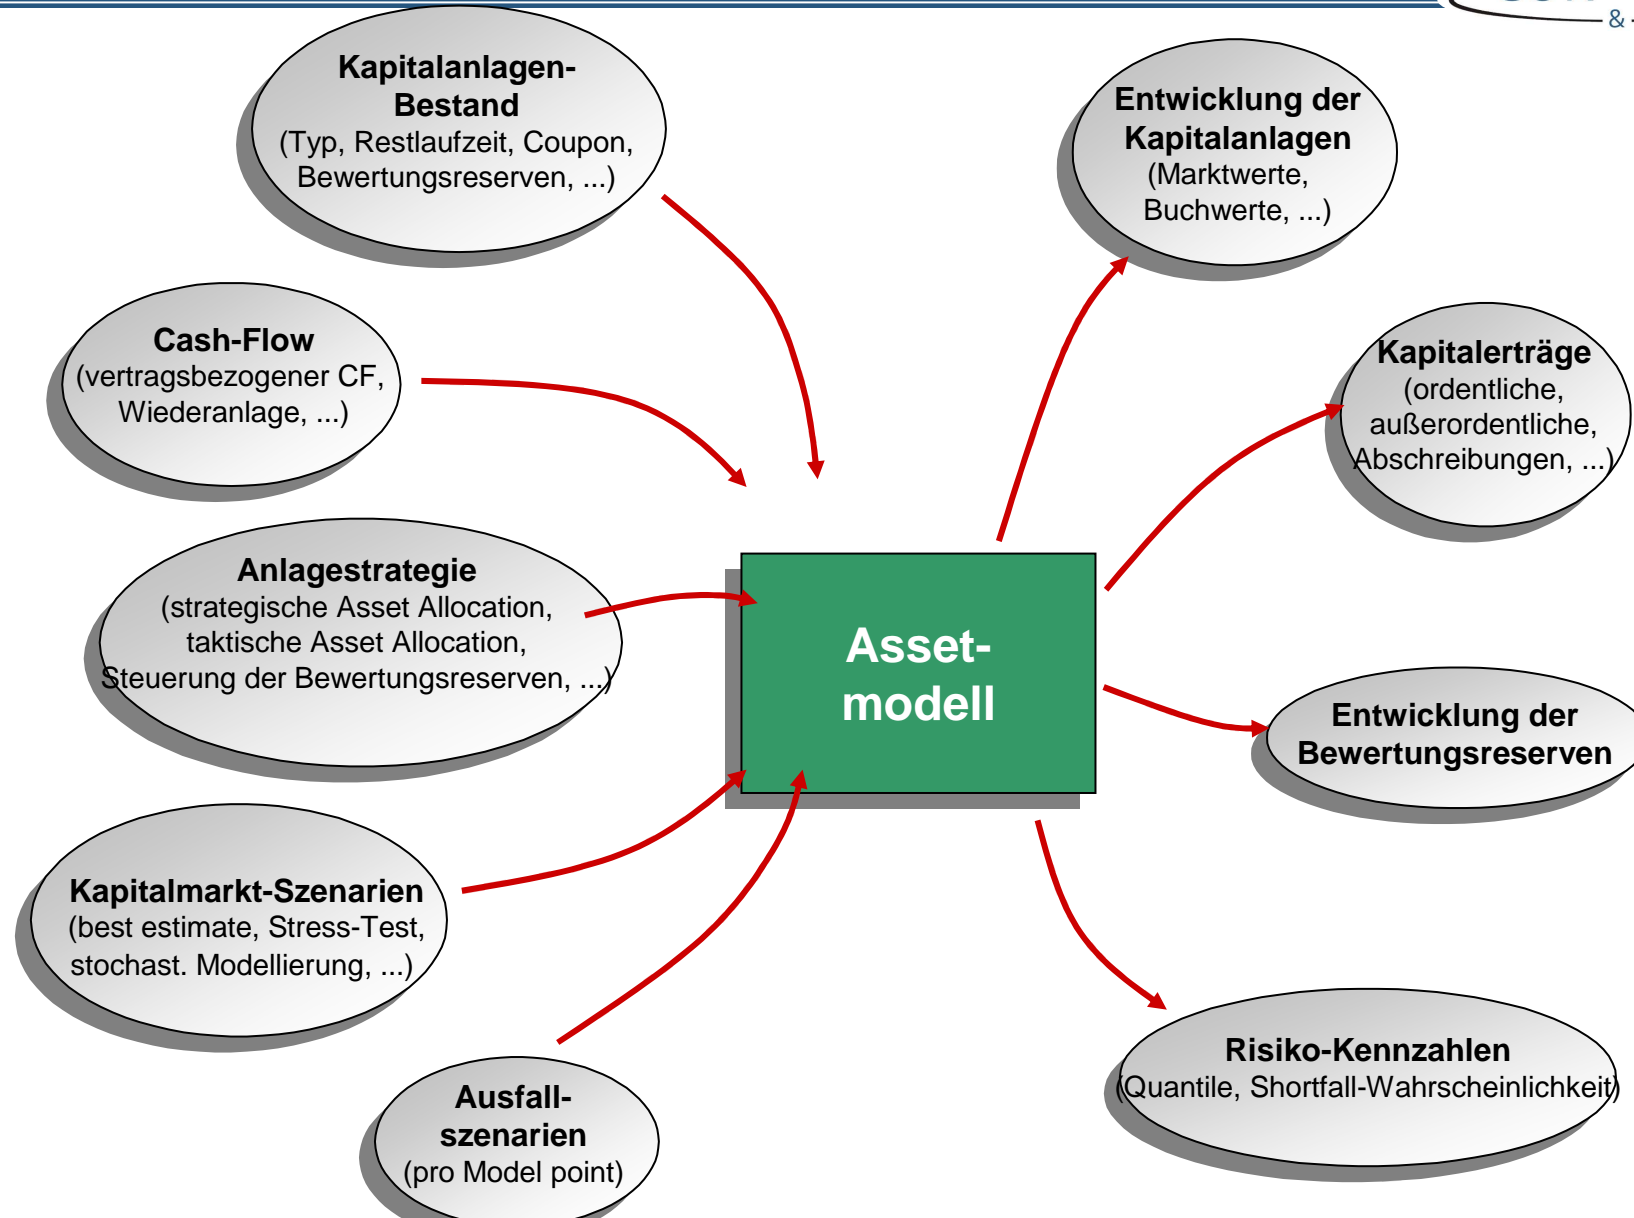 &
Kapitalanlagen-
Bestand
(Typ, Restlaufzeit, Coupon,
Bewertungsreserven, ...)
Cash-Flow
(vertragsbezogener CF,
Wiederanlage, ...)
Anlagestrategie
(strategische Asset Allocation,
taktische Asset Allocation,
Steuerung der Bewertungsreserven, ...)
Kapitalmarkt-Szenarien
(best estimate, Stress-Test,
stochast. Modellierung, ...)
Ausfall-
szenarien
(pro Model point)
Asset-
modell
Entwicklung der
Kapitalanlagen
(Marktwerte,
Buchwerte, ...)
Kapitalerträge
(ordentliche,
außerordentliche,
Abschreibungen, ...)
Entwicklung der
Bewertungsreserven
Risiko-Kennzahlen
(Quantile, Shortfall-Wahrscheinlichkeit)